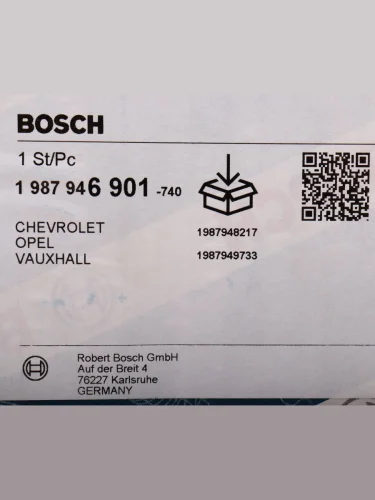 BOSCH
1 St/Pc
1 987 946 901 -740
CHEVROLET
OPEL
VAUXHALL
1987948217
1987949733
Robert Bosch GmbH
Auf der Breit 4
76227 Karlsruhe
GERMANY